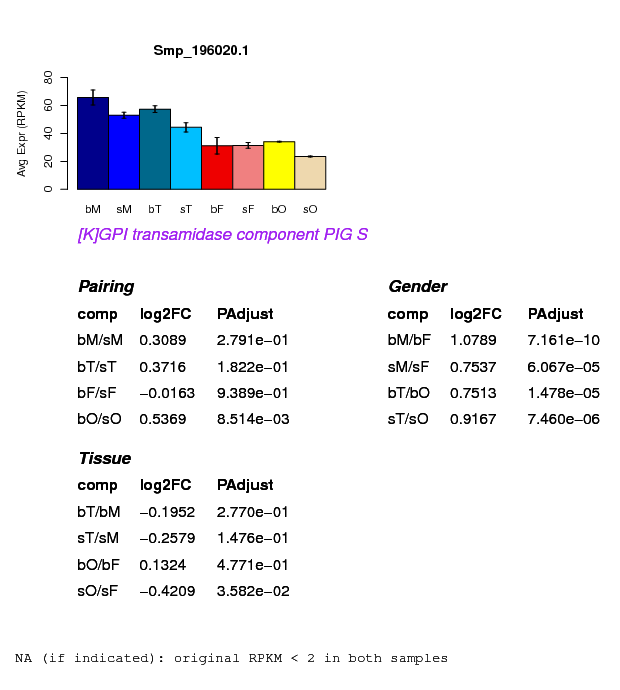 Smp_196020.1
Avg Expr (RPKM)
0 20 40 60 80
bM sM bT sT bF sF bO sO
[K]GPI transamidase component PIG S
Pairing
comp log2FC PAdjust
bM/sM 0.3089 2.791e−01
bT/sT 0.3716 1.822e−01
bF/sF −0.0163 9.389e−01
bO/sO 0.5369 8.514e−03
Gender
comp log2FC PAdjust
bM/bF 1.0789 7.161e−10
sM/sF 0.7537 6.067e−05
bT/bO 0.7513 1.478e−05
sT/sO 0.9167 7.460e−06
Tissue
comp log2FC PAdjust
bT/bM −0.1952 2.770e−01
sT/sM −0.2579 1.476e−01
bO/bF 0.1324 4.771e−01
sO/sF −0.4209 3.582e−02
NA (if indicated): original RPKM < 2 in both samples